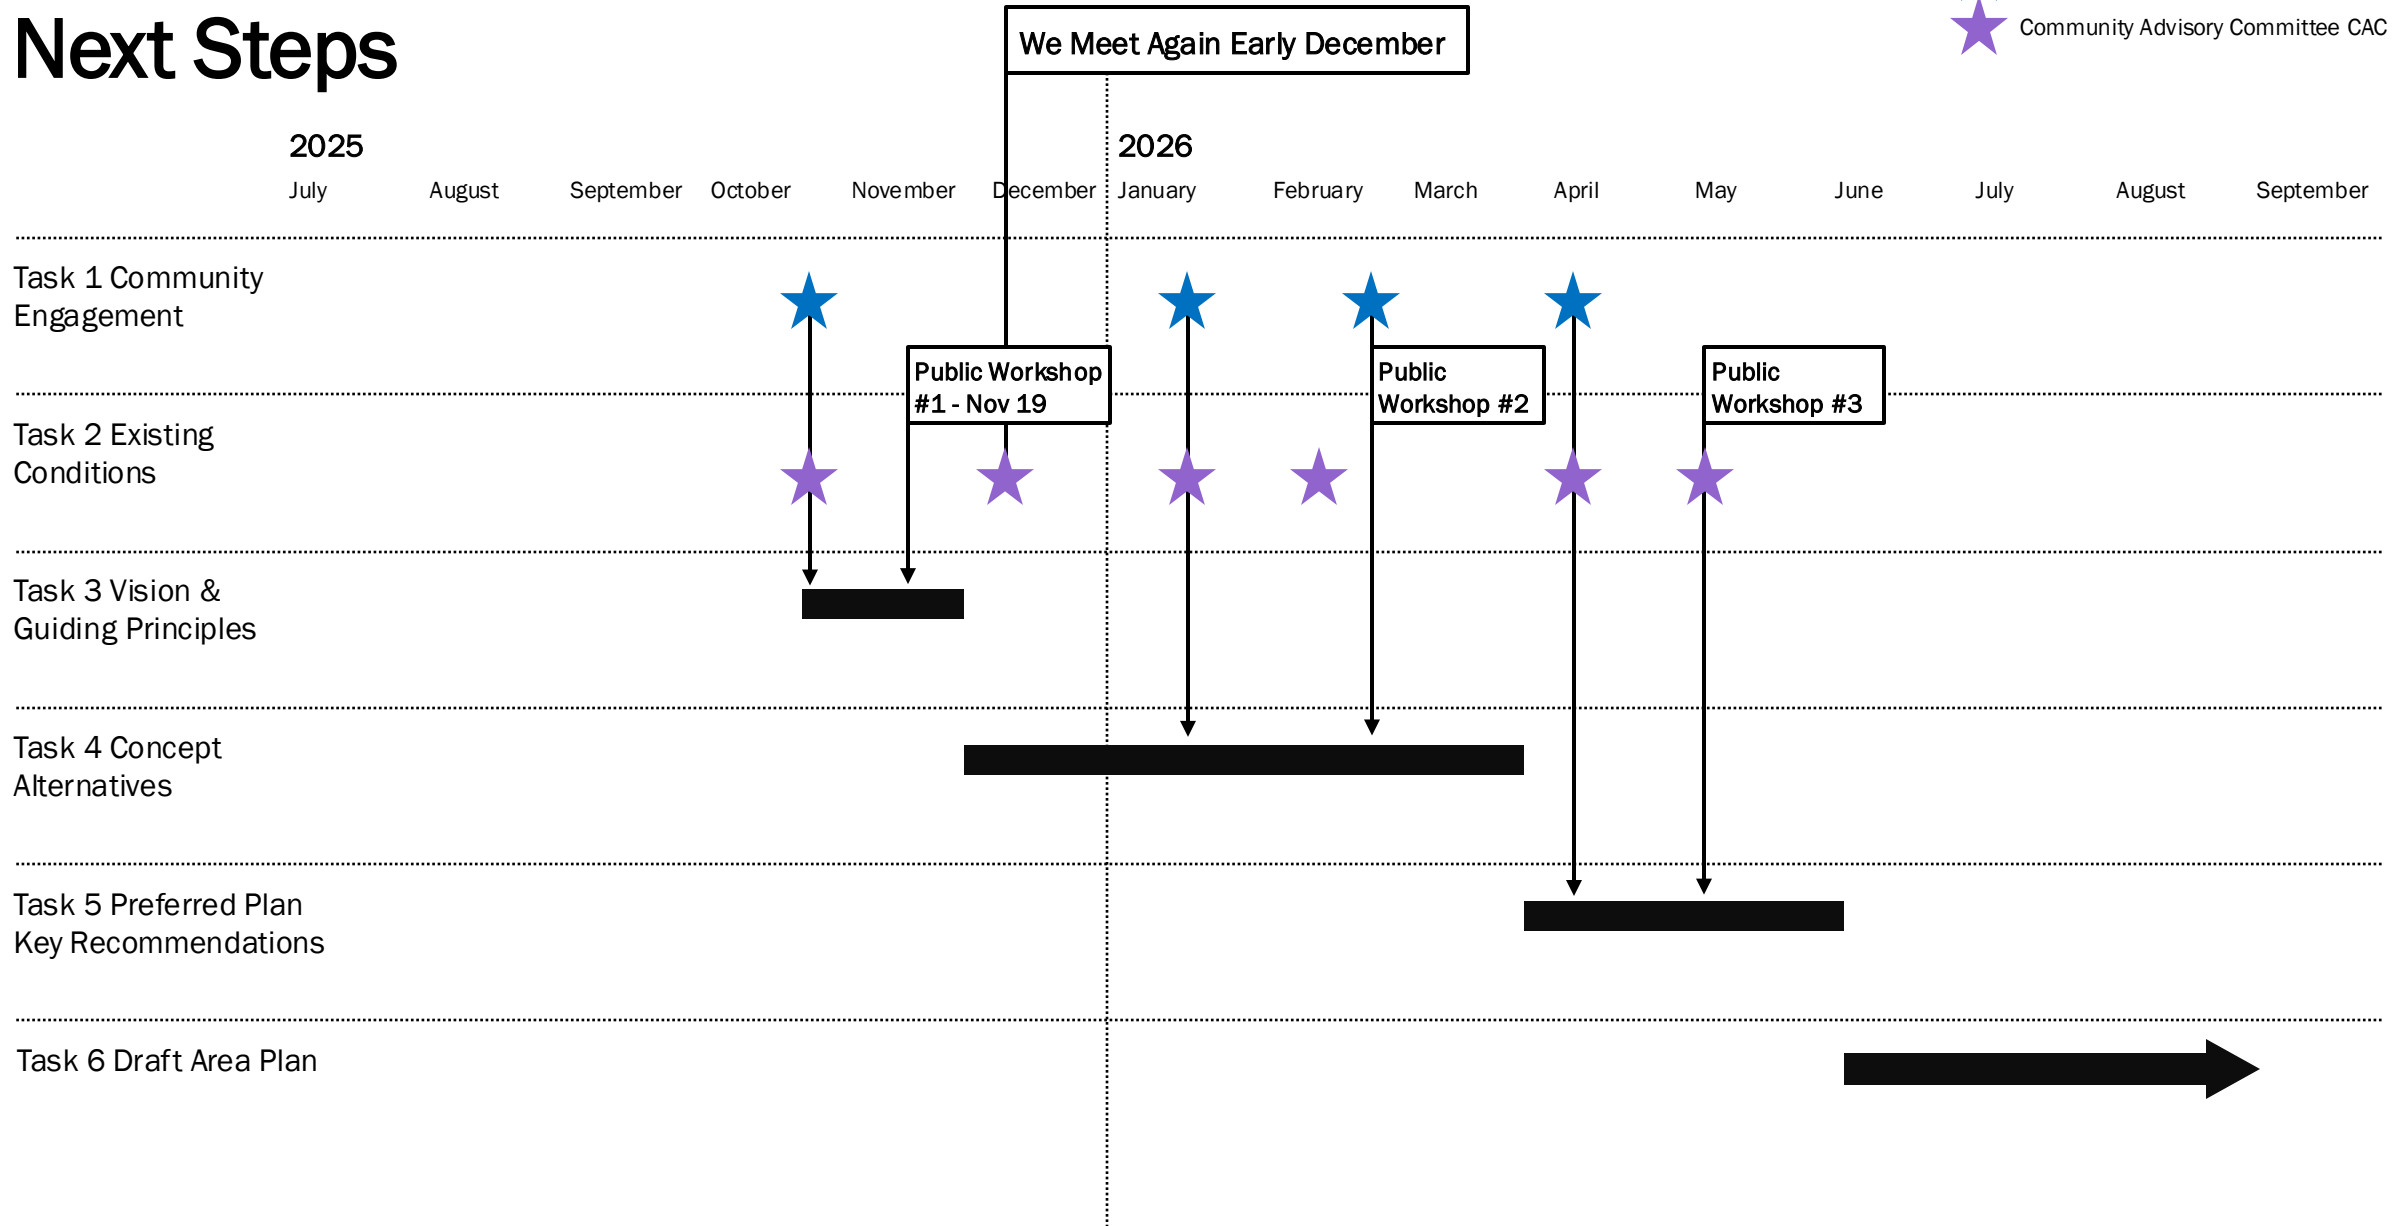 Next Steps
We Meet Again Early December
Community Advisory Committee CAC
2025
2026
July
August
September
October
November
December
January
February
March
April
May
June
July
August
September
Task 1 Community
Engagement
Public Workshop
#1 - Nov 19
Public
Workshop #2
Public
Workshop #3
Task 2 Existing
Conditions
Task 3 Vision &
Guiding Principles
Task 4 Concept
Alternatives
Task 5 Preferred Plan
Key Recommendations
Task 6 Draft Area Plan